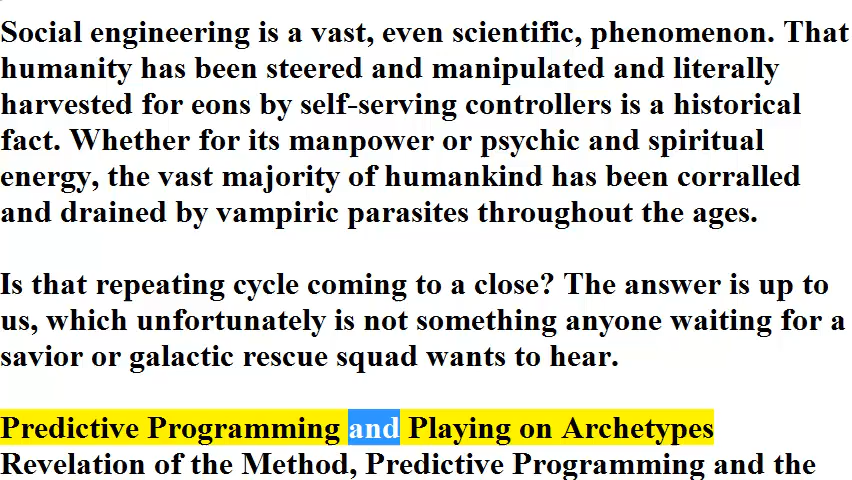 Social engineering is a vast, even scientific, phenomenon. That
humanity has been steered and manipulated and literally
harvested for eons by self-serving controllers is a historical
fact. Whether for its manpower or psychic and spiritual
energy, the vast majority of humankind has been corralled
and drained by vampiric parasites throughout the ages.
Is that repeating cycle coming to a close? The answer is up to
us, which unfortunately is not something anyone waiting for a
savior or galactic rescue squad wants to hear.
Predictive Programming and Playing on Archetypes
Revelation of the Method, Predictive Programming and the